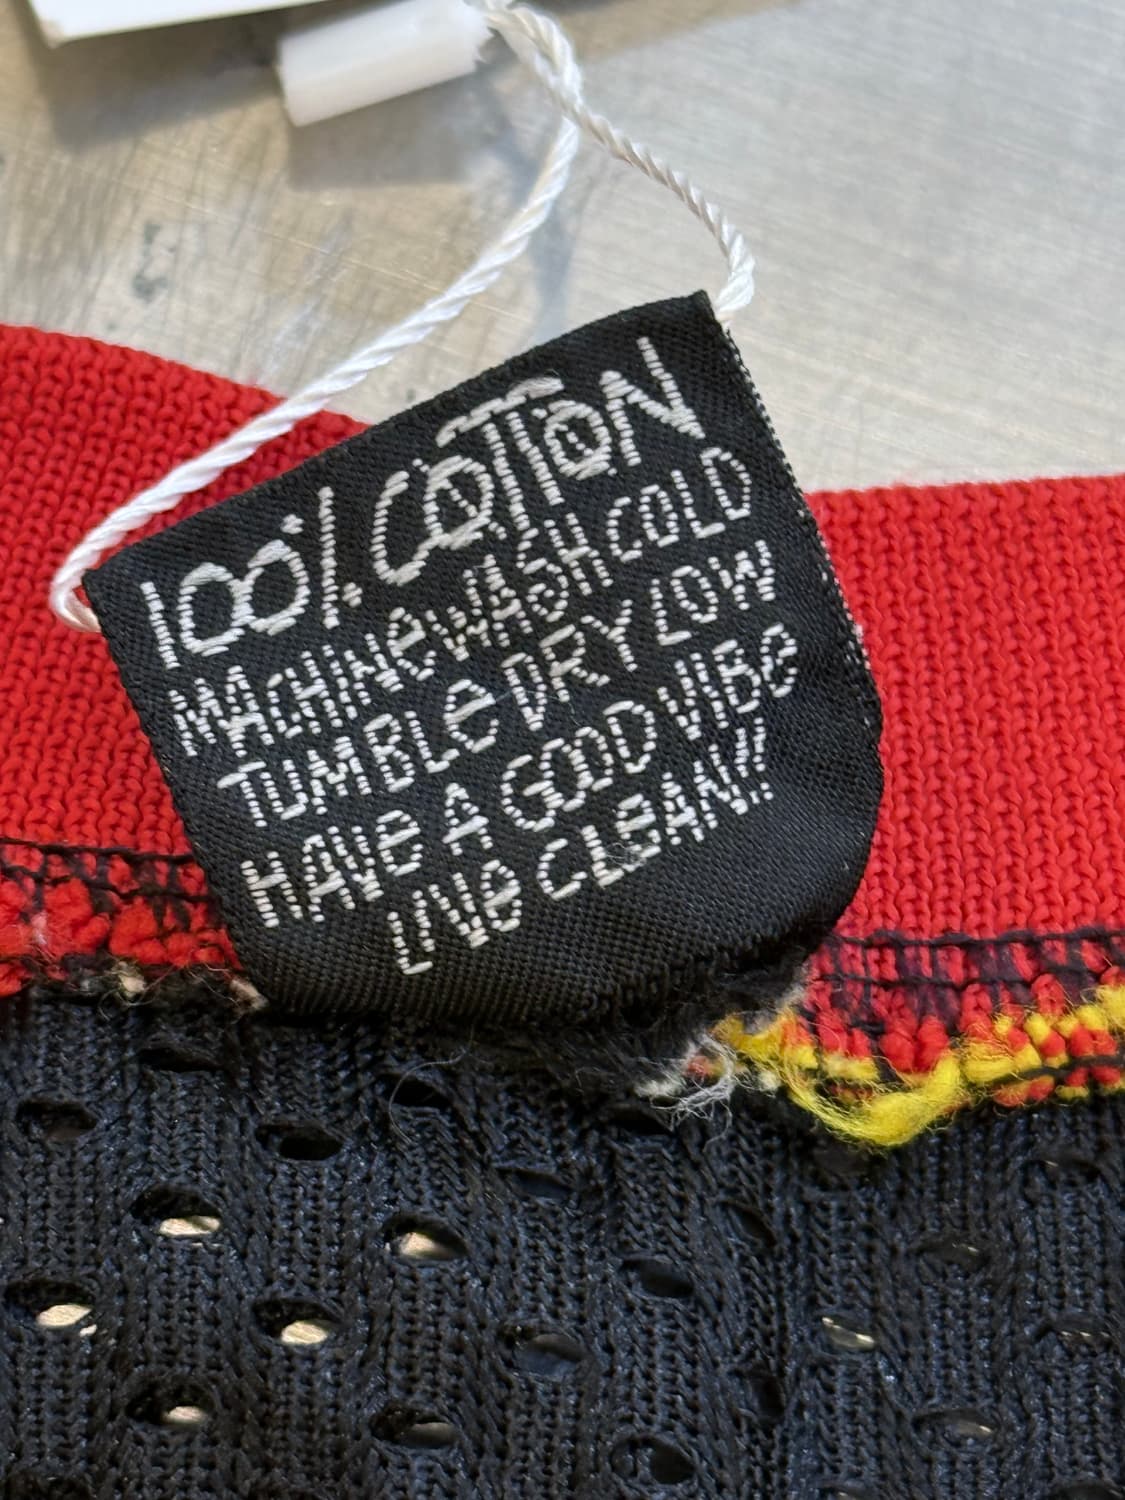 100% COTTON
MACHINE WASH COLD
TUMBLE DRY LOW
HAVE A GOOD VIBE
LIVE CLEAN!!